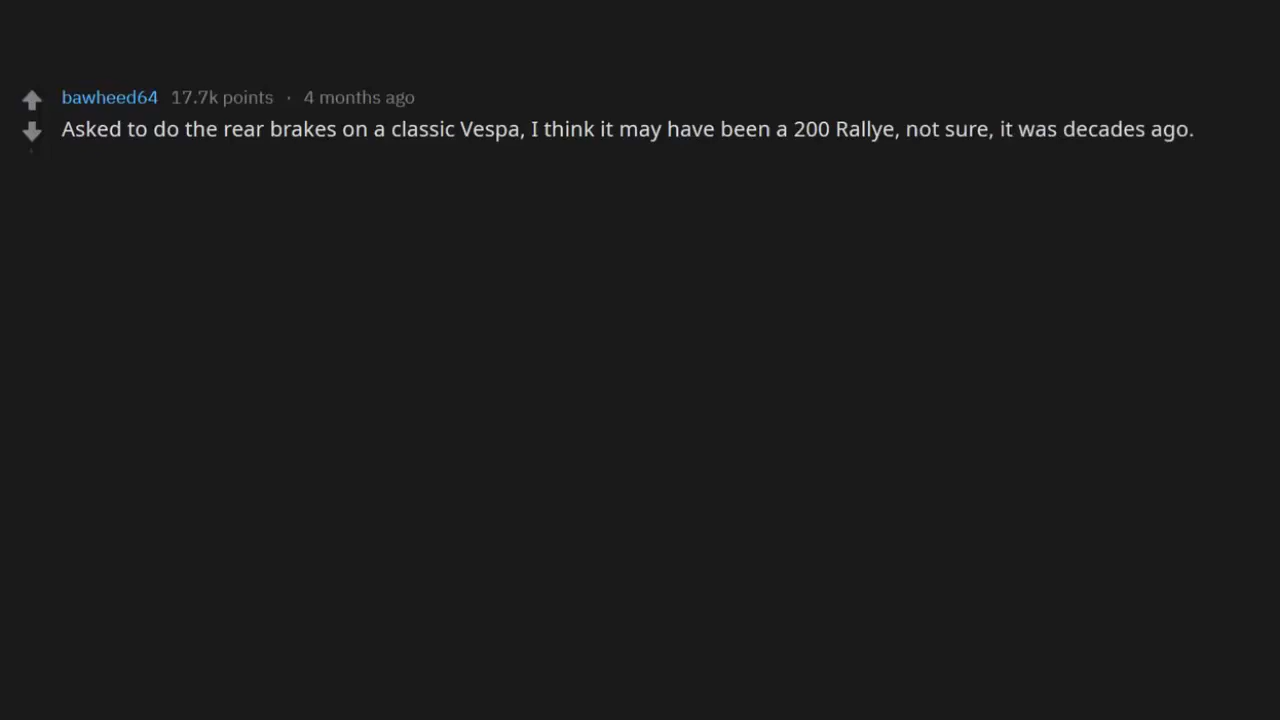 bawheed64 17.7k points · 4 months ago
Asked to do the rear brakes on a classic Vespa, I think it may have been a 200 Rallye, not sure, it was decades ago.